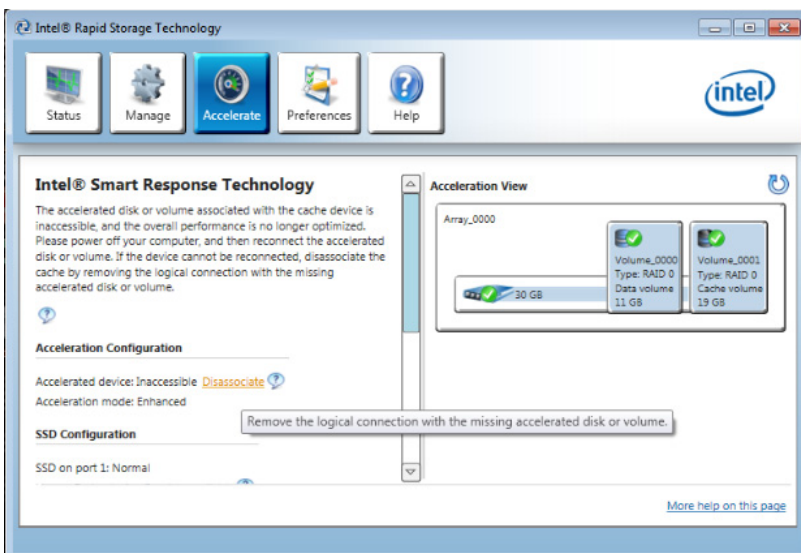 Intel® Rapid Storage Technology
Status
Manage
Accelerate
Preferences
Help
intel
Intel® Smart Response Technology
The accelerated disk or volume associated with the cache device is
inaccessible, and the overall performance is no longer optimized.
Please power off your computer, and then reconnect the accelerated
disk or volume. If the device cannot be reconnected, disassociate the
cache by removing the logical connection with the missing
accelerated disk or volume.
Acceleration Configuration
Accelerated device: Inaccessible Disassociate
Acceleration mode: Enhanced
Remove the logical connection with the missing accelerated disk or volume.
SSD Configuration
SSD on port 1: Normal
Acceleration View
Array_0000
30 GB
Volume_0000
Type: RAID 0
Data volume
11 GB
Volume_0001
Type: RAID 0
Cache volume
19 GB
More help on this page